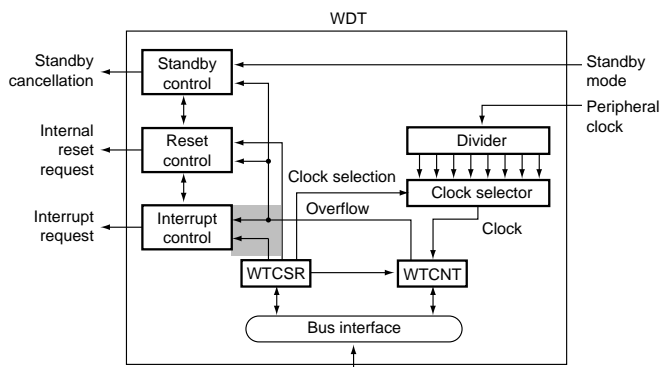 WDT
Standby
cancellation
Standby
control
Standby
mode
Peripheral
clock
Internal
reset
request
Reset
control
Divider
Clock selection
Clock selector
Interrupt
request
Interrupt
control
Overflow
Clock
WTCSR
WTCNT
Bus interface